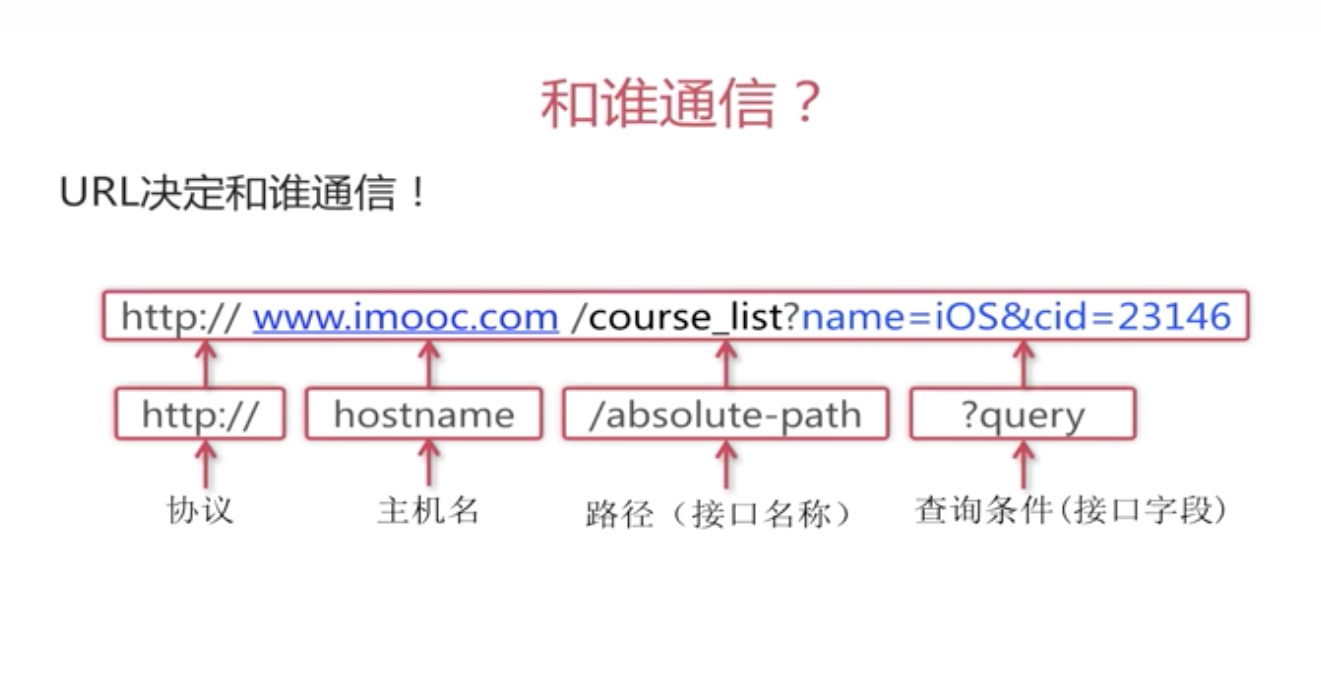 和谁通信？
URL决定和谁通信！
http:// www.imooc.com /course_list?name=iOS&cid=23146
http:// hostname /absolute-path ?query
协议 主机名 路径（接口名称） 查询条件(接口字段)